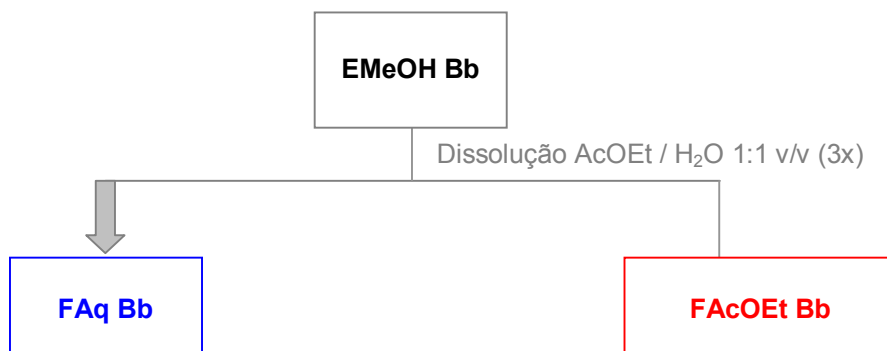 EMeOH Bb
Dissolução AcOEt / H₂O 1:1 v/v (3x)
FAq Bb
FAcOEt Bb